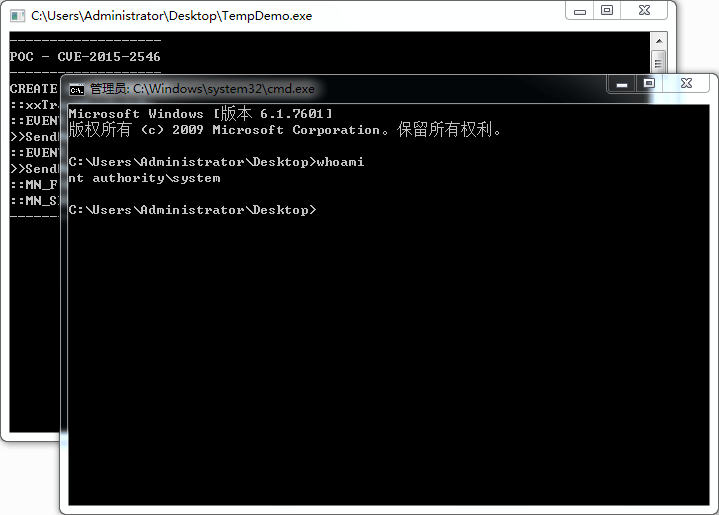 C:\Users\Administrator\Desktop\TempDemo.exe
-------------------
POC - CVE-2015-2546
-------------------
CREATE
::xxTra
::EVENT
>>Send
::EVENT
>>Send
::MN_F
::MN_S
管理员: C:\Windows\system32\cmd.exe
Microsoft Windows [版本 6.1.7601]
版权所有 (c) 2009 Microsoft Corporation。保留所有权利。
C:\Users\Administrator\Desktop>whoami
nt authority\system
C:\Users\Administrator\Desktop>